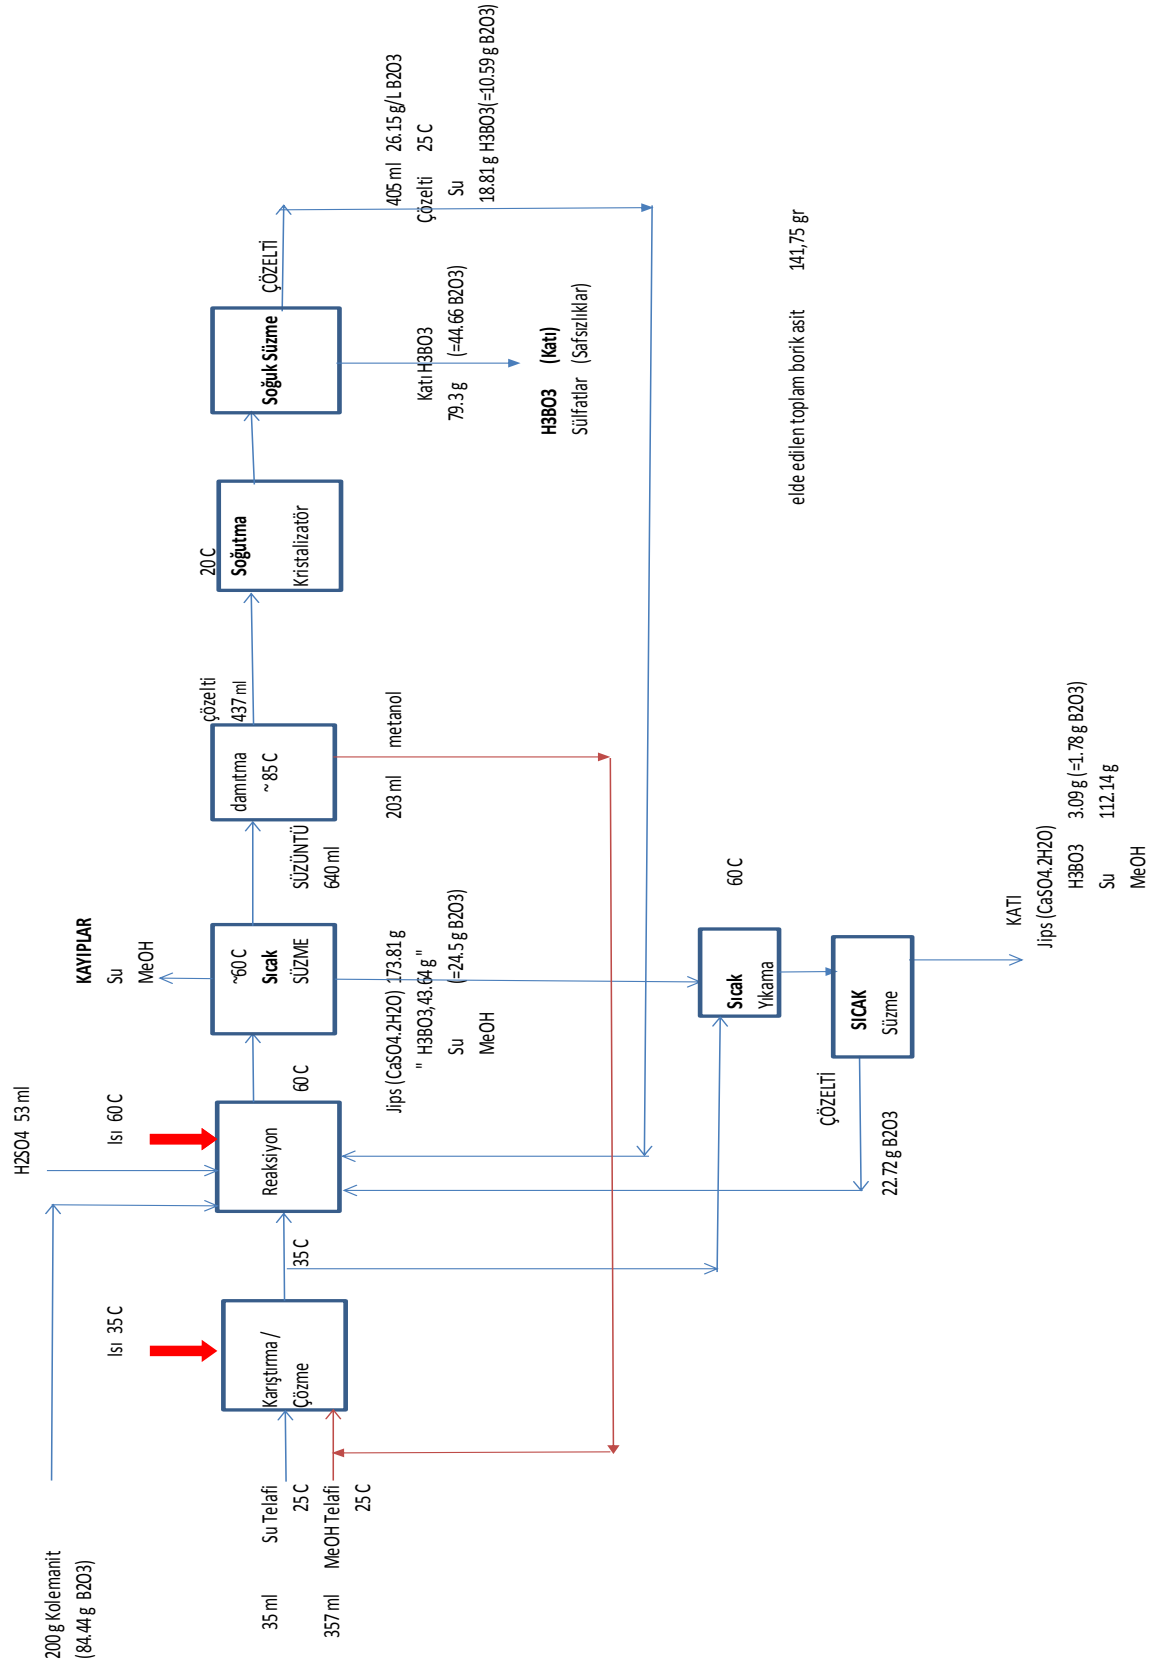 200 g Kolemanit
(84.44 g B2O3)
H2SO4 53 ml
Isı 35 C
Isı 60 C
35 ml Su Telafi
25 C
357 ml MeOH Telafi
25 C
Karıştırma /
Çözme
35 C
Reaksiyon
60 C
KAYIPLAR
Su
MeOH
~60 C
Sıcak
SÜZME
SÜZÜNTÜ
640 ml
Jips (CaSO4.2H2O) 173.81 g
" H3BO3,43.64 g"
Su (=24.5 g B2O3)
MeOH
damıtma
~ 85 C
203 ml metanol
çözelti
437 ml
20 C
Soğutma
Kristalizatör
Soğuk Süzme
ÇÖZELTİ
Katı H3BO3
79.3 g (=44.66 B2O3)
H3BO3 (Katı)
Sülfatlar (Safsızlıklar)
405 ml 26.15 g/L B2O3
Çözelti 25 C
Su
18.81 g H3BO3(=10.59 g B2O3)
60 C
Sıcak
Yıkama
SICAK
Süzme
ÇÖZELTİ
22.72 g B2O3
KATI
Jips (CaSO4.2H2O)
H3BO3 3.09 g (=1.78 g B2O3)
Su 112.14 g
MeOH
elde edilen toplam borik asit 141,75 gr